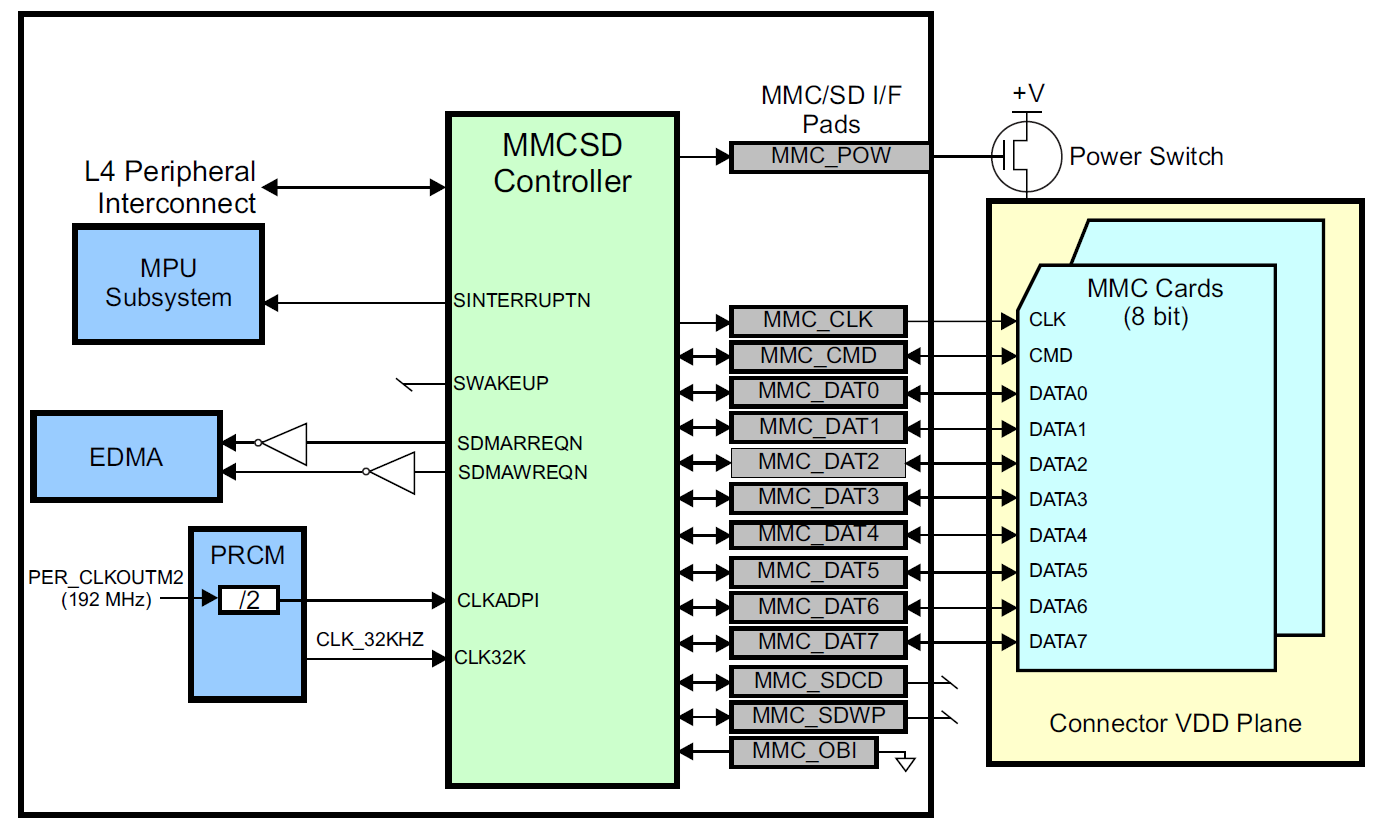 MMC/SD I/F
Pads
+V
MMCSD
Controller
MMC_POW
Power Switch
L4 Peripheral
Interconnect
MPU
Subsystem
SINTERRUPTN
SWAKEUP
EDMA
SDMARREQN
SDMAWREQN
PRCM
PER_CLKOUTM2
(192 MHz)
/2
CLKADPI
CLK_32KHZ
CLK32K
MMC_CLK
MMC_CMD
MMC_DAT0
MMC_DAT1
MMC_DAT2
MMC_DAT3
MMC_DAT4
MMC_DAT5
MMC_DAT6
MMC_DAT7
MMC_SDCD
MMC_SDWP
MMC_OBI
MMC Cards
(8 bit)
CLK
CMD
DATA0
DATA1
DATA2
DATA3
DATA4
DATA5
DATA6
DATA7
Connector VDD Plane